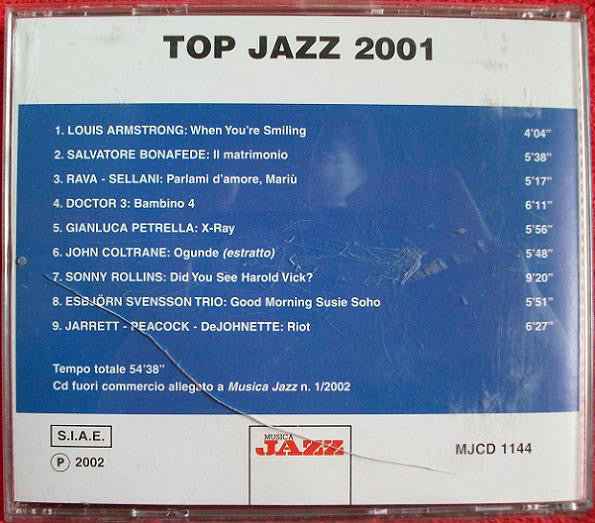 TOP JAZZ 2001
1. LOUIS ARMSTRONG: When You're Smiling 4'04"
2. SALVATORE BONAFEDE: Il matrimonio 5'38"
3. RAVA - SELLANI: Parlami d'amore, Mariù 5'17"
4. DOCTOR 3: Bambino 4 6'11"
5. GIANLUCA PETRELLA: X-Ray 5'56"
6. JOHN COLTRANE: Ogunde (estratto) 5'48"
7. SONNY ROLLINS: Did You See Harold Vick? 9'20"
8. ESBJÖRN SVENSSON TRIO: Good Morning Susie Soho 5'51"
9. JARRETT - PEACOCK - DeJOHNETTE: Riot 6'27"
Tempo totale 54'38"
Cd fuori commercio allegato a Musica Jazz n. 1/2002
S.I.A.E.
℗ 2002
MUSICA
JAZZ
MJCD 1144